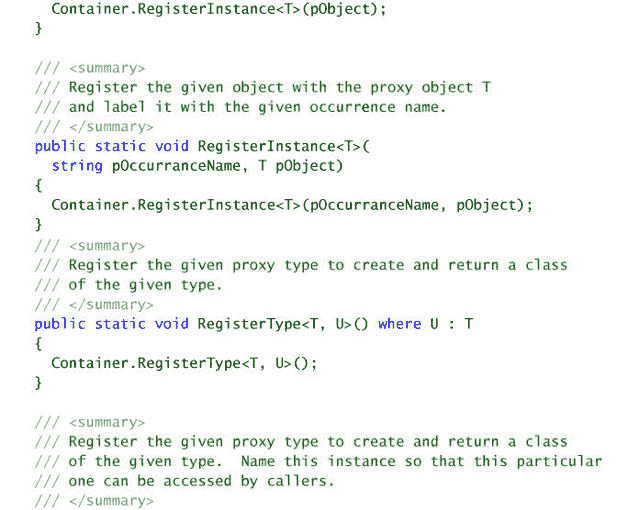 Container.RegisterInstance<T>(pObject);
}
/// <summary>
/// Register the given object with the proxy object T
/// and label it with the given occurrence name.
/// </summary>
public static void RegisterInstance<T>(
string pOccurranceName, T pObject)
{
Container.RegisterInstance<T>(pOccurranceName, pObject);
}
/// <summary>
/// Register the given proxy type to create and return a class
/// of the given type.
/// </summary>
public static void RegisterType<T, U>() where U : T
{
Container.RegisterType<T, U>();
}
/// <summary>
/// Register the given proxy type to create and return a class
/// of the given type.  Name this instance so that this particular
/// one can be accessed by callers.
/// </summary>